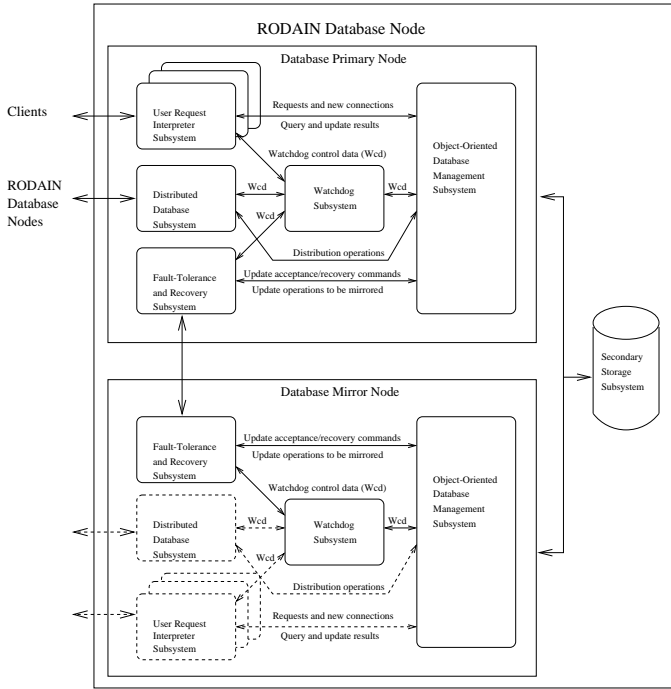 RODAIN Database Node
Database Primary Node
Clients
User Request
Interpreter
Subsystem
Requests and new connections
Query and update results
Object-Oriented
Database
Management
Subsystem
Watchdog control data (Wcd)
RODAIN
Database
Nodes
Distributed
Database
Subsystem
Wcd
Wcd
Watchdog
Subsystem
Wcd
Distribution operations
Fault-Tolerance
and Recovery
Subsystem
Update acceptance/recovery commands
Update operations to be mirrored
Secondary
Storage
Subsystem
Database Mirror Node
Fault-Tolerance
and Recovery
Subsystem
Update acceptance/recovery commands
Update operations to be mirrored
Object-Oriented
Database
Management
Subsystem
Watchdog control data (Wcd)
Distributed
Database
Subsystem
Wcd
Wcd
Watchdog
Subsystem
Wcd
Distribution operations
User Request
Interpreter
Subsystem
Requests and new connections
Query and update results